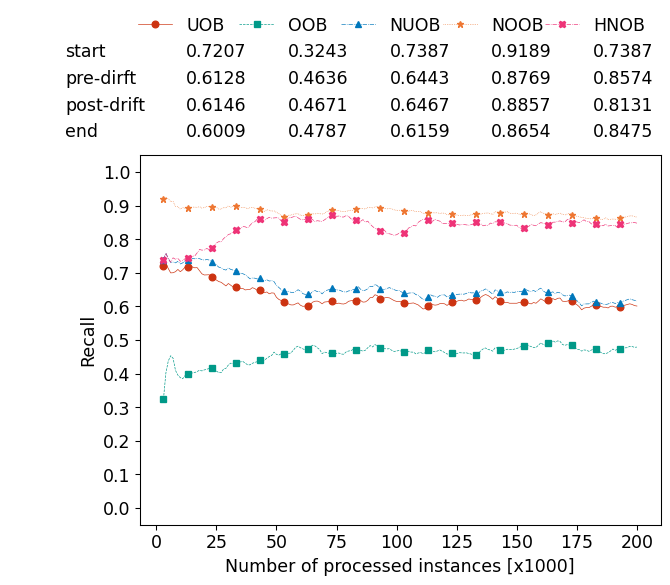 UOB OOB NUOB NOOB HNOB
start 0.7207 0.3243 0.7387 0.9189 0.7387
pre-dirft 0.6128 0.4636 0.6443 0.8769 0.8574
post-drift 0.6146 0.4671 0.6467 0.8857 0.8131
end 0.6009 0.4787 0.6159 0.8654 0.8475
1.0
0.9
0.8
0.7
0.6
0.5
0.4
0.3
0.2
0.1
0.0
Recall
0 25 50 75 100 125 150 175 200
Number of processed instances [x1000]